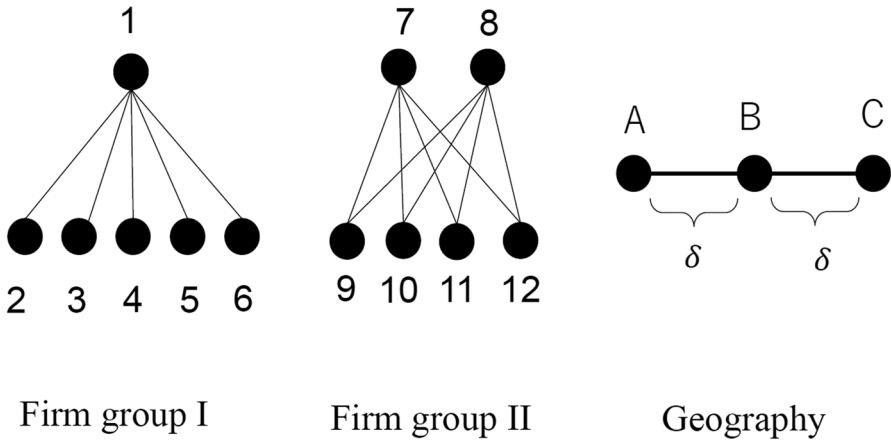 1
2 3 4 5 6
Firm group I
7 8
9 10 11 12
Firm group II
A B C
δ δ
Geography